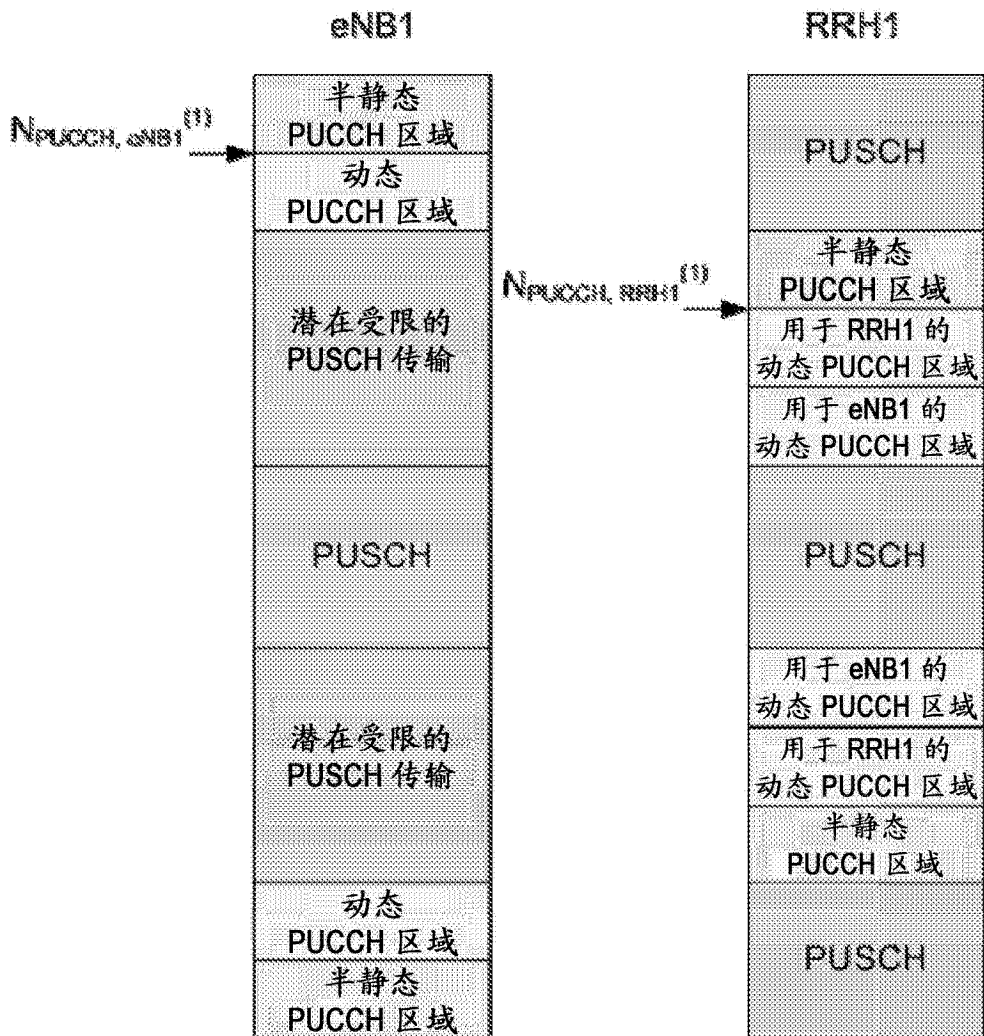 eNB1
半静态
PUCCH 区域
N_PUCCH, eNB1^(1)
动态
PUCCH 区域
潜在受限的
PUSCH 传输
PUSCH
潜在受限的
PUSCH 传输
动态
PUCCH 区域
半静态
PUCCH 区域
RRH1
PUSCH
半静态
PUCCH 区域
N_PUCCH, RRH1^(1)
用于 RRH1 的
动态 PUCCH 区域
用于 eNB1 的
动态 PUCCH 区域
PUSCH
用于 eNB1 的
动态 PUCCH 区域
用于 RRH1 的
动态 PUCCH 区域
半静态
PUCCH 区域
PUSCH